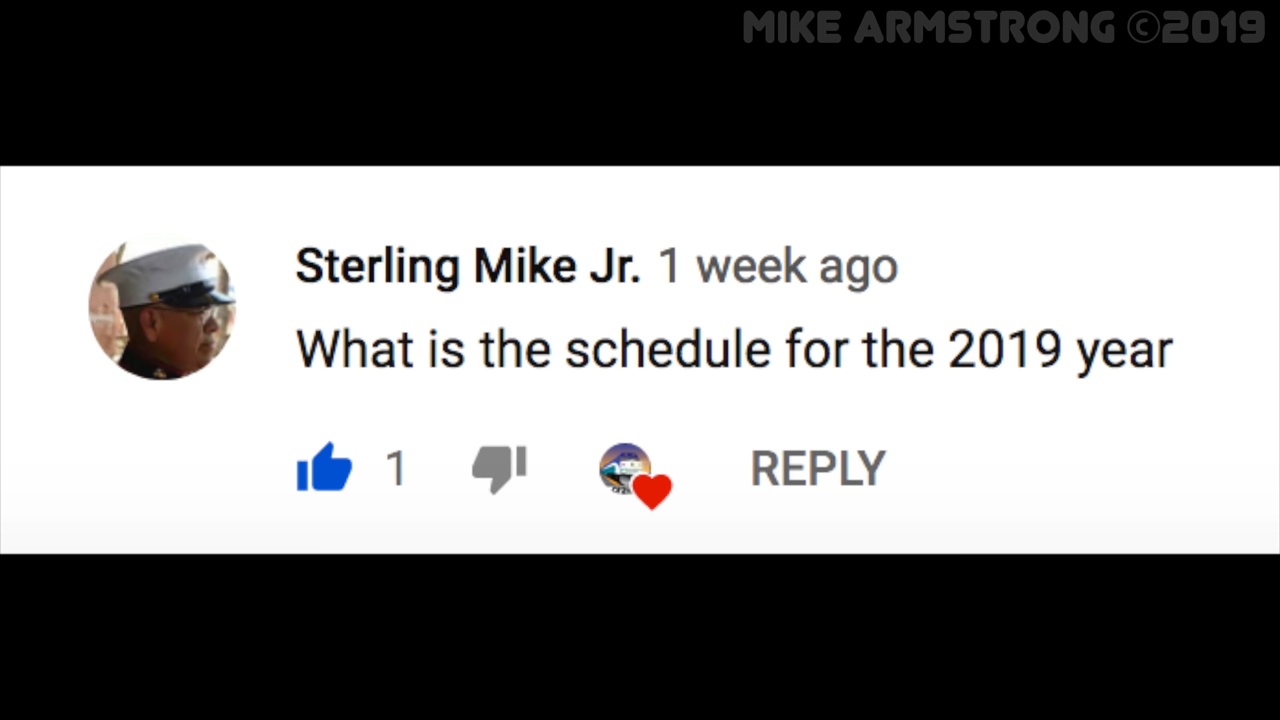 MIKE ARMSTRONG ©2019
Sterling Mike Jr. 1 week ago
What is the schedule for the 2019 year
1 REPLY